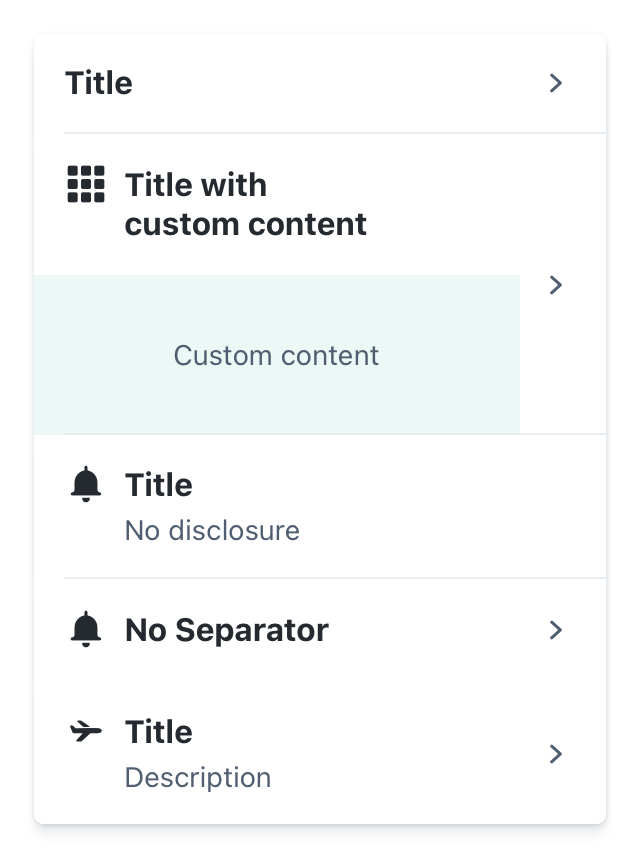 Title
Title with
custom content
Custom content
Title
No disclosure
No Separator
Title
Description